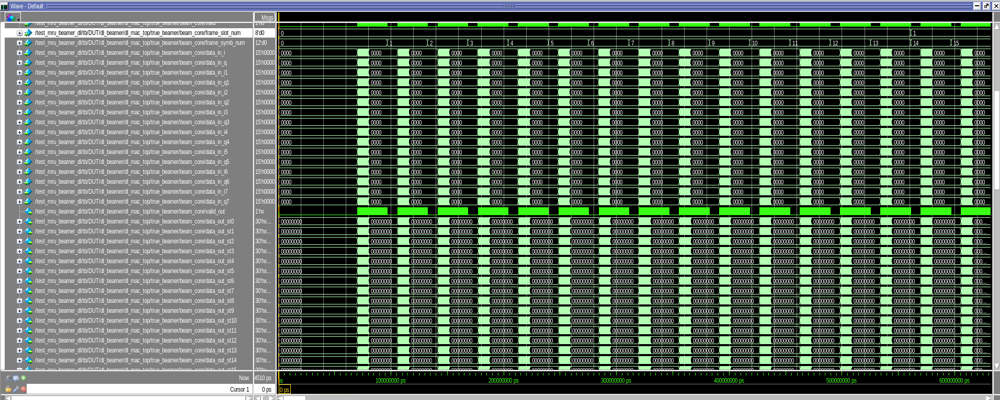 Wave - Default
Msgs
/test_mru_beamer_dl/tb/DUT/dl_beamer/dl_mac_top/true_beamer/beam_core/valid 1'h0
/test_mru_beamer_dl/tb/DUT/dl_beamer/dl_mac_top/true_beamer/beam_core/frame_slot_num 8'd0 0 1
/test_mru_beamer_dl/tb/DUT/dl_beamer/dl_mac_top/true_beamer/beam_core/frame_symb_num 12'd0 0 1 2 3 4 5 6 7 8 9 10 11 12 13 14 15
/test_mru_beamer_dl/tb/DUT/dl_beamer/dl_mac_top/true_beamer/beam_core/data_in_i 15'h0000 0000 0000 0000 0000 0000 0000 0000 0000 0000 0000 0000 0000 0000 0000 0000 0000 0000
/test_mru_beamer_dl/tb/DUT/dl_beamer/dl_mac_top/true_beamer/beam_core/data_in_q 15'h0000 0000 0000 0000 0000 0000 0000 0000 0000 0000 0000 0000 0000 0000 0000 0000 0000 0000
/test_mru_beamer_dl/tb/DUT/dl_beamer/dl_mac_top/true_beamer/beam_core/data_in_i1 15'h0000 0000 0000 0000 0000 0000 0000 0000 0000 0000 0000 0000 0000 0000 0000 0000 0000 0000
/test_mru_beamer_dl/tb/DUT/dl_beamer/dl_mac_top/true_beamer/beam_core/data_in_q1 15'h0000 0000 0000 0000 0000 0000 0000 0000 0000 0000 0000 0000 0000 0000 0000 0000 0000 0000
/test_mru_beamer_dl/tb/DUT/dl_beamer/dl_mac_top/true_beamer/beam_core/data_in_i2 15'h0000 0000 0000 0000 0000 0000 0000 0000 0000 0000 0000 0000 0000 0000 0000 0000 0000 0000
/test_mru_beamer_dl/tb/DUT/dl_beamer/dl_mac_top/true_beamer/beam_core/data_in_q2 15'h0000 0000 0000 0000 0000 0000 0000 0000 0000 0000 0000 0000 0000 0000 0000 0000 0000 0000
/test_mru_beamer_dl/tb/DUT/dl_beamer/dl_mac_top/true_beamer/beam_core/data_in_i3 15'h0000 0000 0000 0000 0000 0000 0000 0000 0000 0000 0000 0000 0000 0000 0000 0000 0000 0000
/test_mru_beamer_dl/tb/DUT/dl_beamer/dl_mac_top/true_beamer/beam_core/data_in_q3 15'h0000 0000 0000 0000 0000 0000 0000 0000 0000 0000 0000 0000 0000 0000 0000 0000 0000 0000
/test_mru_beamer_dl/tb/DUT/dl_beamer/dl_mac_top/true_beamer/beam_core/data_in_i4 15'h0000 0000 0000 0000 0000 0000 0000 0000 0000 0000 0000 0000 0000 0000 0000 0000 0000 0000
/test_mru_beamer_dl/tb/DUT/dl_beamer/dl_mac_top/true_beamer/beam_core/data_in_q4 15'h0000 0000 0000 0000 0000 0000 0000 0000 0000 0000 0000 0000 0000 0000 0000 0000 0000 0000
/test_mru_beamer_dl/tb/DUT/dl_beamer/dl_mac_top/true_beamer/beam_core/data_in_i5 15'h0000 0000 0000 0000 0000 0000 0000 0000 0000 0000 0000 0000 0000 0000 0000 0000 0000 0000
/test_mru_beamer_dl/tb/DUT/dl_beamer/dl_mac_top/true_beamer/beam_core/data_in_q5 15'h0000 0000 0000 0000 0000 0000 0000 0000 0000 0000 0000 0000 0000 0000 0000 0000 0000 0000
/test_mru_beamer_dl/tb/DUT/dl_beamer/dl_mac_top/true_beamer/beam_core/data_in_i6 15'h0000 0000 0000 0000 0000 0000 0000 0000 0000 0000 0000 0000 0000 0000 0000 0000 0000 0000
/test_mru_beamer_dl/tb/DUT/dl_beamer/dl_mac_top/true_beamer/beam_core/data_in_q6 15'h0000 0000 0000 0000 0000 0000 0000 0000 0000 0000 0000 0000 0000 0000 0000 0000 0000 0000
/test_mru_beamer_dl/tb/DUT/dl_beamer/dl_mac_top/true_beamer/beam_core/data_in_i7 15'h0000 0000 0000 0000 0000 0000 0000 0000 0000 0000 0000 0000 0000 0000 0000 0000 0000 0000
/test_mru_beamer_dl/tb/DUT/dl_beamer/dl_mac_top/true_beamer/beam_core/data_in_q7 15'h0000 0000 0000 0000 0000 0000 0000 0000 0000 0000 0000 0000 0000 0000 0000 0000 0000 0000
/test_mru_beamer_dl/tb/DUT/dl_beamer/dl_mac_top/true_beamer/beam_core/valid_out 1'hx
/test_mru_beamer_dl/tb/DUT/dl_beamer/dl_mac_top/true_beamer/beam_core/data_out_st0 30'hx... 00000000 00000000 00000000 00000000 00000000 00000000 00000000 00000000 00000000 00000000 00000000 00000000 00000000 00000000 00000000 00000000 000...
/test_mru_beamer_dl/tb/DUT/dl_beamer/dl_mac_top/true_beamer/beam_core/data_out_st1 30'hx... 00000000 00000000 00000000 00000000 00000000 00000000 00000000 00000000 00000000 00000000 00000000 00000000 00000000 00000000 00000000 00000000 000...
/test_mru_beamer_dl/tb/DUT/dl_beamer/dl_mac_top/true_beamer/beam_core/data_out_st2 30'hx... 00000000 00000000 00000000 00000000 00000000 00000000 00000000 00000000 00000000 00000000 00000000 00000000 00000000 00000000 00000000 00000000 000...
/test_mru_beamer_dl/tb/DUT/dl_beamer/dl_mac_top/true_beamer/beam_core/data_out_st3 30'hx... 00000000 00000000 00000000 00000000 00000000 00000000 00000000 00000000 00000000 00000000 00000000 00000000 00000000 00000000 00000000 00000000 000...
/test_mru_beamer_dl/tb/DUT/dl_beamer/dl_mac_top/true_beamer/beam_core/data_out_st4 30'hx... 00000000 00000000 00000000 00000000 00000000 00000000 00000000 00000000 00000000 00000000 00000000 00000000 00000000 00000000 00000000 00000000 000...
/test_mru_beamer_dl/tb/DUT/dl_beamer/dl_mac_top/true_beamer/beam_core/data_out_st5 30'hx... 00000000 00000000 00000000 00000000 00000000 00000000 00000000 00000000 00000000 00000000 00000000 00000000 00000000 00000000 00000000 00000000 000...
/test_mru_beamer_dl/tb/DUT/dl_beamer/dl_mac_top/true_beamer/beam_core/data_out_st6 30'hx... 00000000 00000000 00000000 00000000 00000000 00000000 00000000 00000000 00000000 00000000 00000000 00000000 00000000 00000000 00000000 00000000 000...
/test_mru_beamer_dl/tb/DUT/dl_beamer/dl_mac_top/true_beamer/beam_core/data_out_st7 30'hx... 00000000 00000000 00000000 00000000 00000000 00000000 00000000 00000000 00000000 00000000 00000000 00000000 00000000 00000000 00000000 00000000 000...
/test_mru_beamer_dl/tb/DUT/dl_beamer/dl_mac_top/true_beamer/beam_core/data_out_st8 30'hx... 00000000 00000000 00000000 00000000 00000000 00000000 00000000 00000000 00000000 00000000 00000000 00000000 00000000 00000000 00000000 00000000 000...
/test_mru_beamer_dl/tb/DUT/dl_beamer/dl_mac_top/true_beamer/beam_core/data_out_st9 30'hx... 00000000 00000000 00000000 00000000 00000000 00000000 00000000 00000000 00000000 00000000 00000000 00000000 00000000 00000000 00000000 00000000 000...
/test_mru_beamer_dl/tb/DUT/dl_beamer/dl_mac_top/true_beamer/beam_core/data_out_st10 30'hx... 00000000 00000000 00000000 00000000 00000000 00000000 00000000 00000000 00000000 00000000 00000000 00000000 00000000 00000000 00000000 00000000 000...
/test_mru_beamer_dl/tb/DUT/dl_beamer/dl_mac_top/true_beamer/beam_core/data_out_st11 30'hx... 00000000 00000000 00000000 00000000 00000000 00000000 00000000 00000000 00000000 00000000 00000000 00000000 00000000 00000000 00000000 00000000 000...
/test_mru_beamer_dl/tb/DUT/dl_beamer/dl_mac_top/true_beamer/beam_core/data_out_st12 30'hx... 00000000 00000000 00000000 00000000 00000000 00000000 00000000 00000000 00000000 00000000 00000000 00000000 00000000 00000000 00000000 00000000 000...
/test_mru_beamer_dl/tb/DUT/dl_beamer/dl_mac_top/true_beamer/beam_core/data_out_st13 30'hx... 00000000 00000000 00000000 00000000 00000000 00000000 00000000 00000000 00000000 00000000 00000000 00000000 00000000 00000000 00000000 00000000 000...
/test_mru_beamer_dl/tb/DUT/dl_beamer/dl_mac_top/true_beamer/beam_core/data_out_st14 30'hx... 00000000 00000000 00000000 00000000 00000000 00000000 00000000 00000000 00000000 00000000 00000000 00000000 00000000 00000000 00000000 00000000 000...
Now 4510 ps ps 100000000 ps 200000000 ps 300000000 ps 400000000 ps 500000000 ps 600000000 ps
Cursor 1 0 ps 0 ps